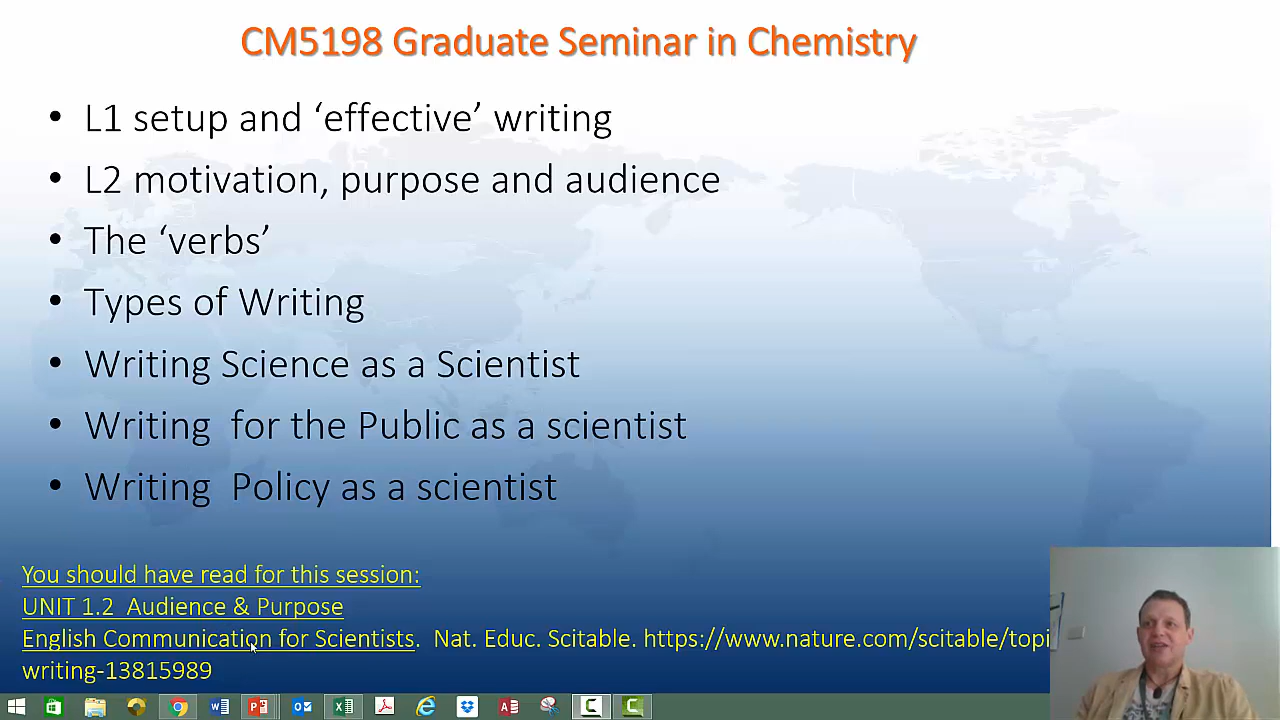 CM5198 Graduate Seminar in Chemistry
• L1 setup and ‘effective’ writing
• L2 motivation, purpose and audience
• The ‘verbs’
• Types of Writing
• Writing Science as a Scientist
• Writing for the Public as a scientist
• Writing Policy as a scientist
You should have read for this session:
UNIT 1.2 Audience & Purpose
English Communication for Scientists. Nat. Educ. Scitable. https://www.nature.com/scitable/topi
writing-13815989